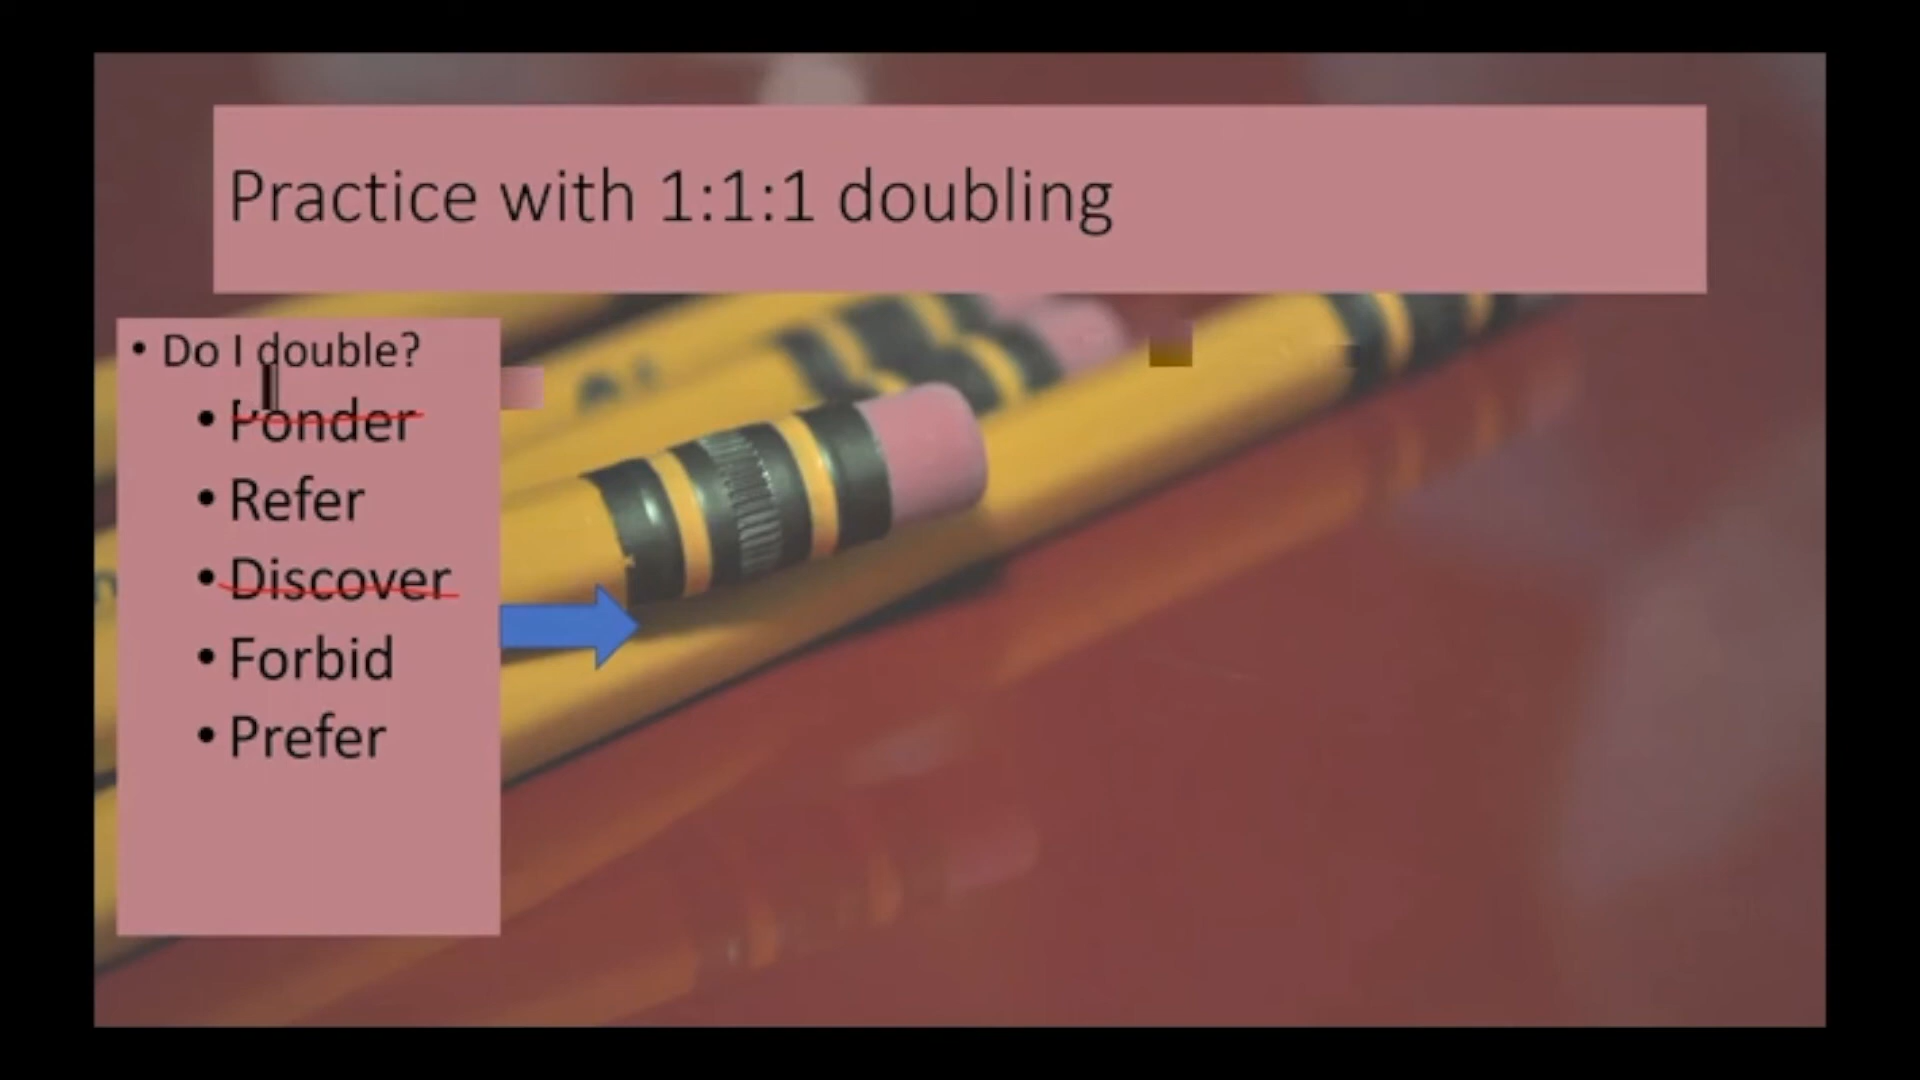 Practice with 1:1:1 doubling
• Do I double?
• Ponder
• Refer
• Discover
• Forbid
• Prefer